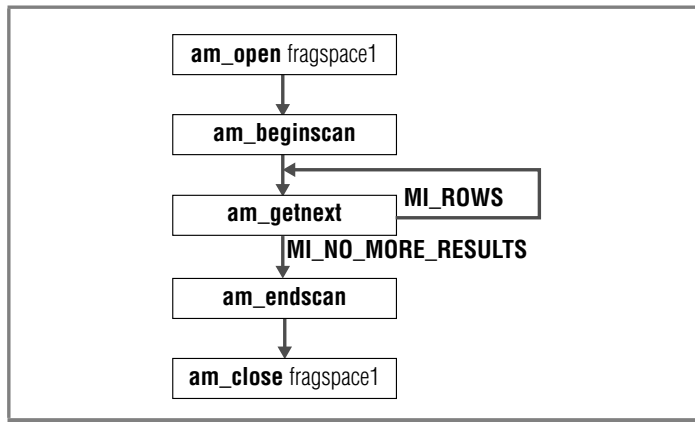 am_open fragspace1
am_beginscan
am_getnext
MI_ROWS
MI_NO_MORE_RESULTS
am_endscan
am_close fragspace1